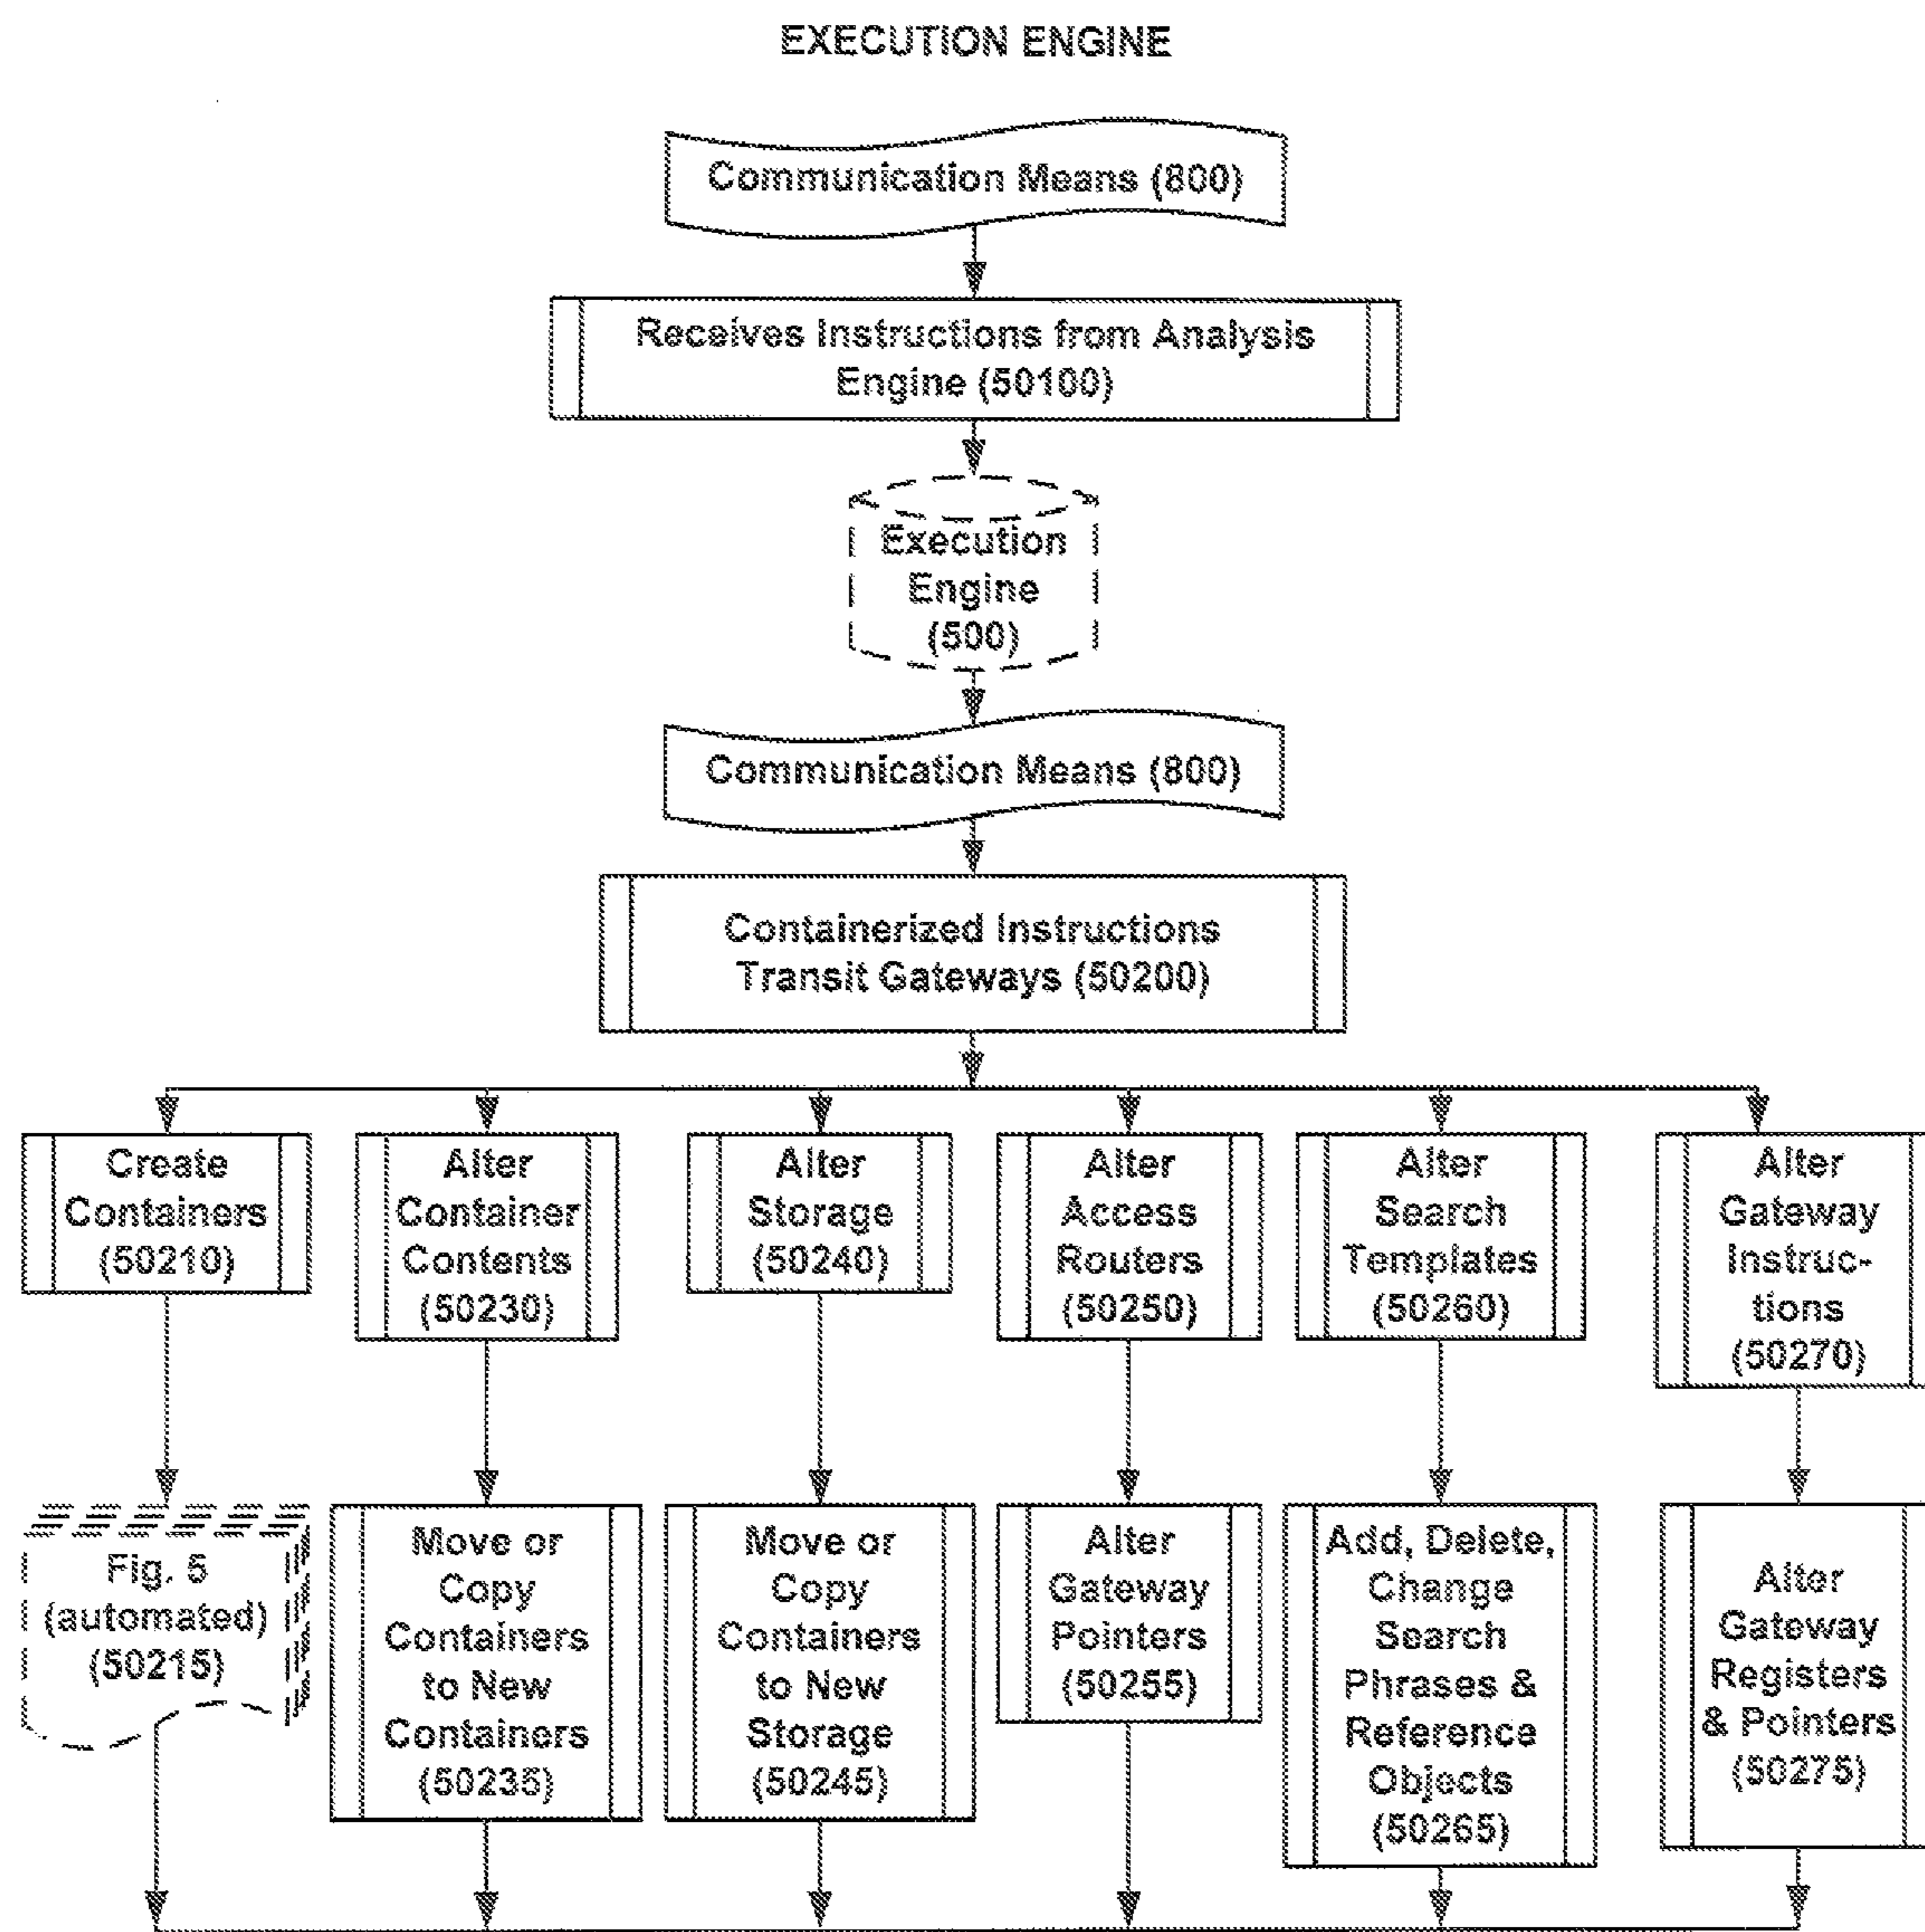 EXECUTION ENGINE
Communication Means (800)
Receives Instructions from Analysis
Engine (50100)
Execution
Engine
(500)
Communication Means (800)
Containerized Instructions
Transit Gateways (50200)
Create
Containers
(50210)
Alter
Container
Contents
(50230)
Alter
Storage
(50240)
Alter
Access
Routers
(50250)
Alter
Search
Templates
(50260)
Alter
Gateway
Instruc-
tions
(50270)
Fig. 5
(automated)
(50215)
Move or
Copy
Containers
to New
Containers
(50235)
Move or
Copy
Containers
to New
Storage
(50245)
Alter
Gateway
Pointers
(50255)
Add, Delete,
Change
Search
Phrases &
Reference
Objects
(50265)
Alter
Gateway
Registers
& Pointers
(50275)